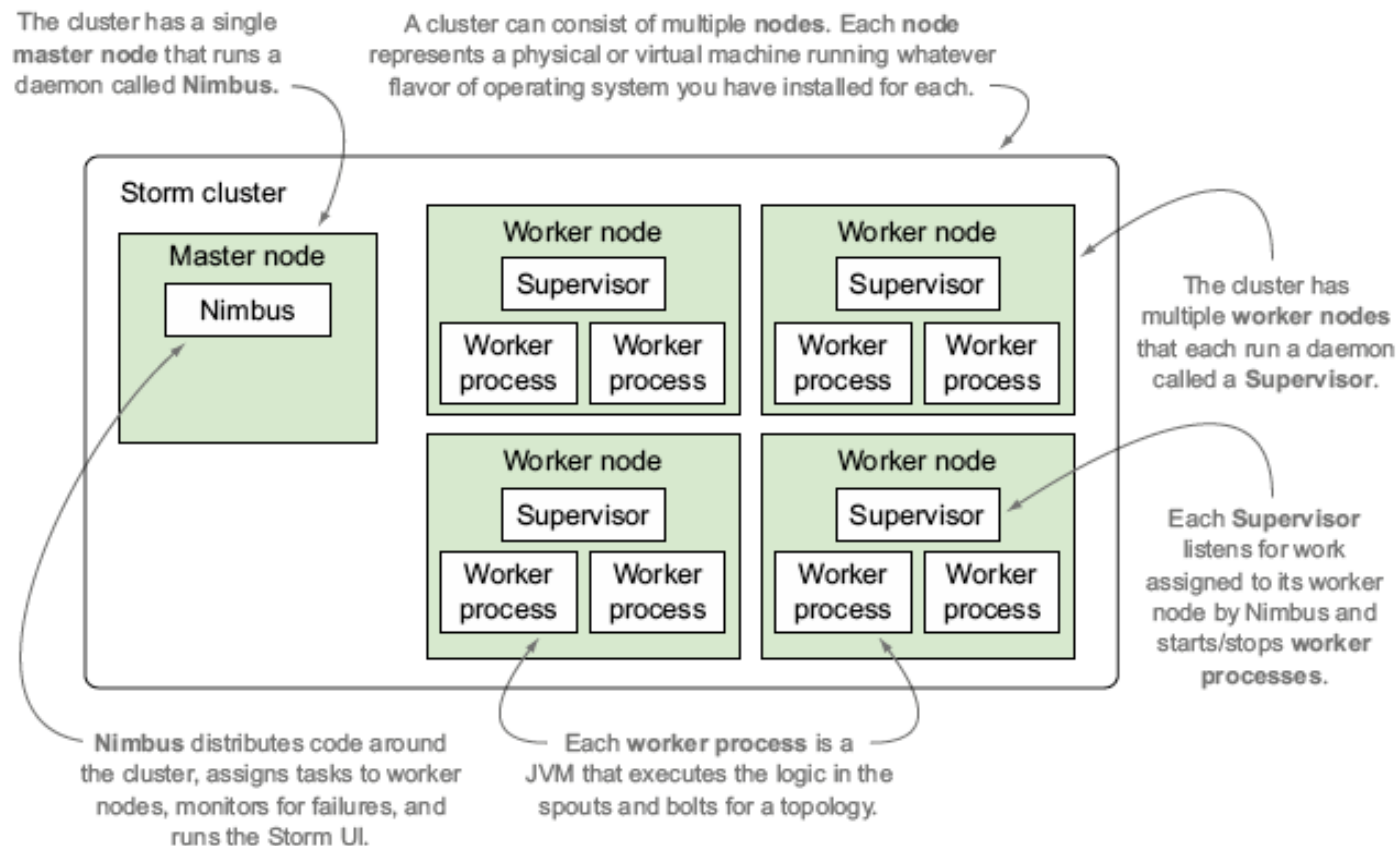 The cluster has a single
master node that runs a
daemon called Nimbus.
A cluster can consist of multiple nodes. Each node
represents a physical or virtual machine running whatever
flavor of operating system you have installed for each.
Storm cluster
Master node
Nimbus
Worker node
Supervisor
Worker
process
Worker
process
Worker node
Supervisor
Worker
process
Worker
process
Worker node
Supervisor
Worker
process
Worker
process
Worker node
Supervisor
Worker
process
Worker
process
The cluster has
multiple worker nodes
that each run a daemon
called a Supervisor.
Each Supervisor
listens for work
assigned to its worker
node by Nimbus and
starts/stops worker
processes.
Nimbus distributes code around
the cluster, assigns tasks to worker
nodes, monitors for failures, and
runs the Storm UI.
Each worker process is a
JVM that executes the logic in the
spouts and bolts for a topology.